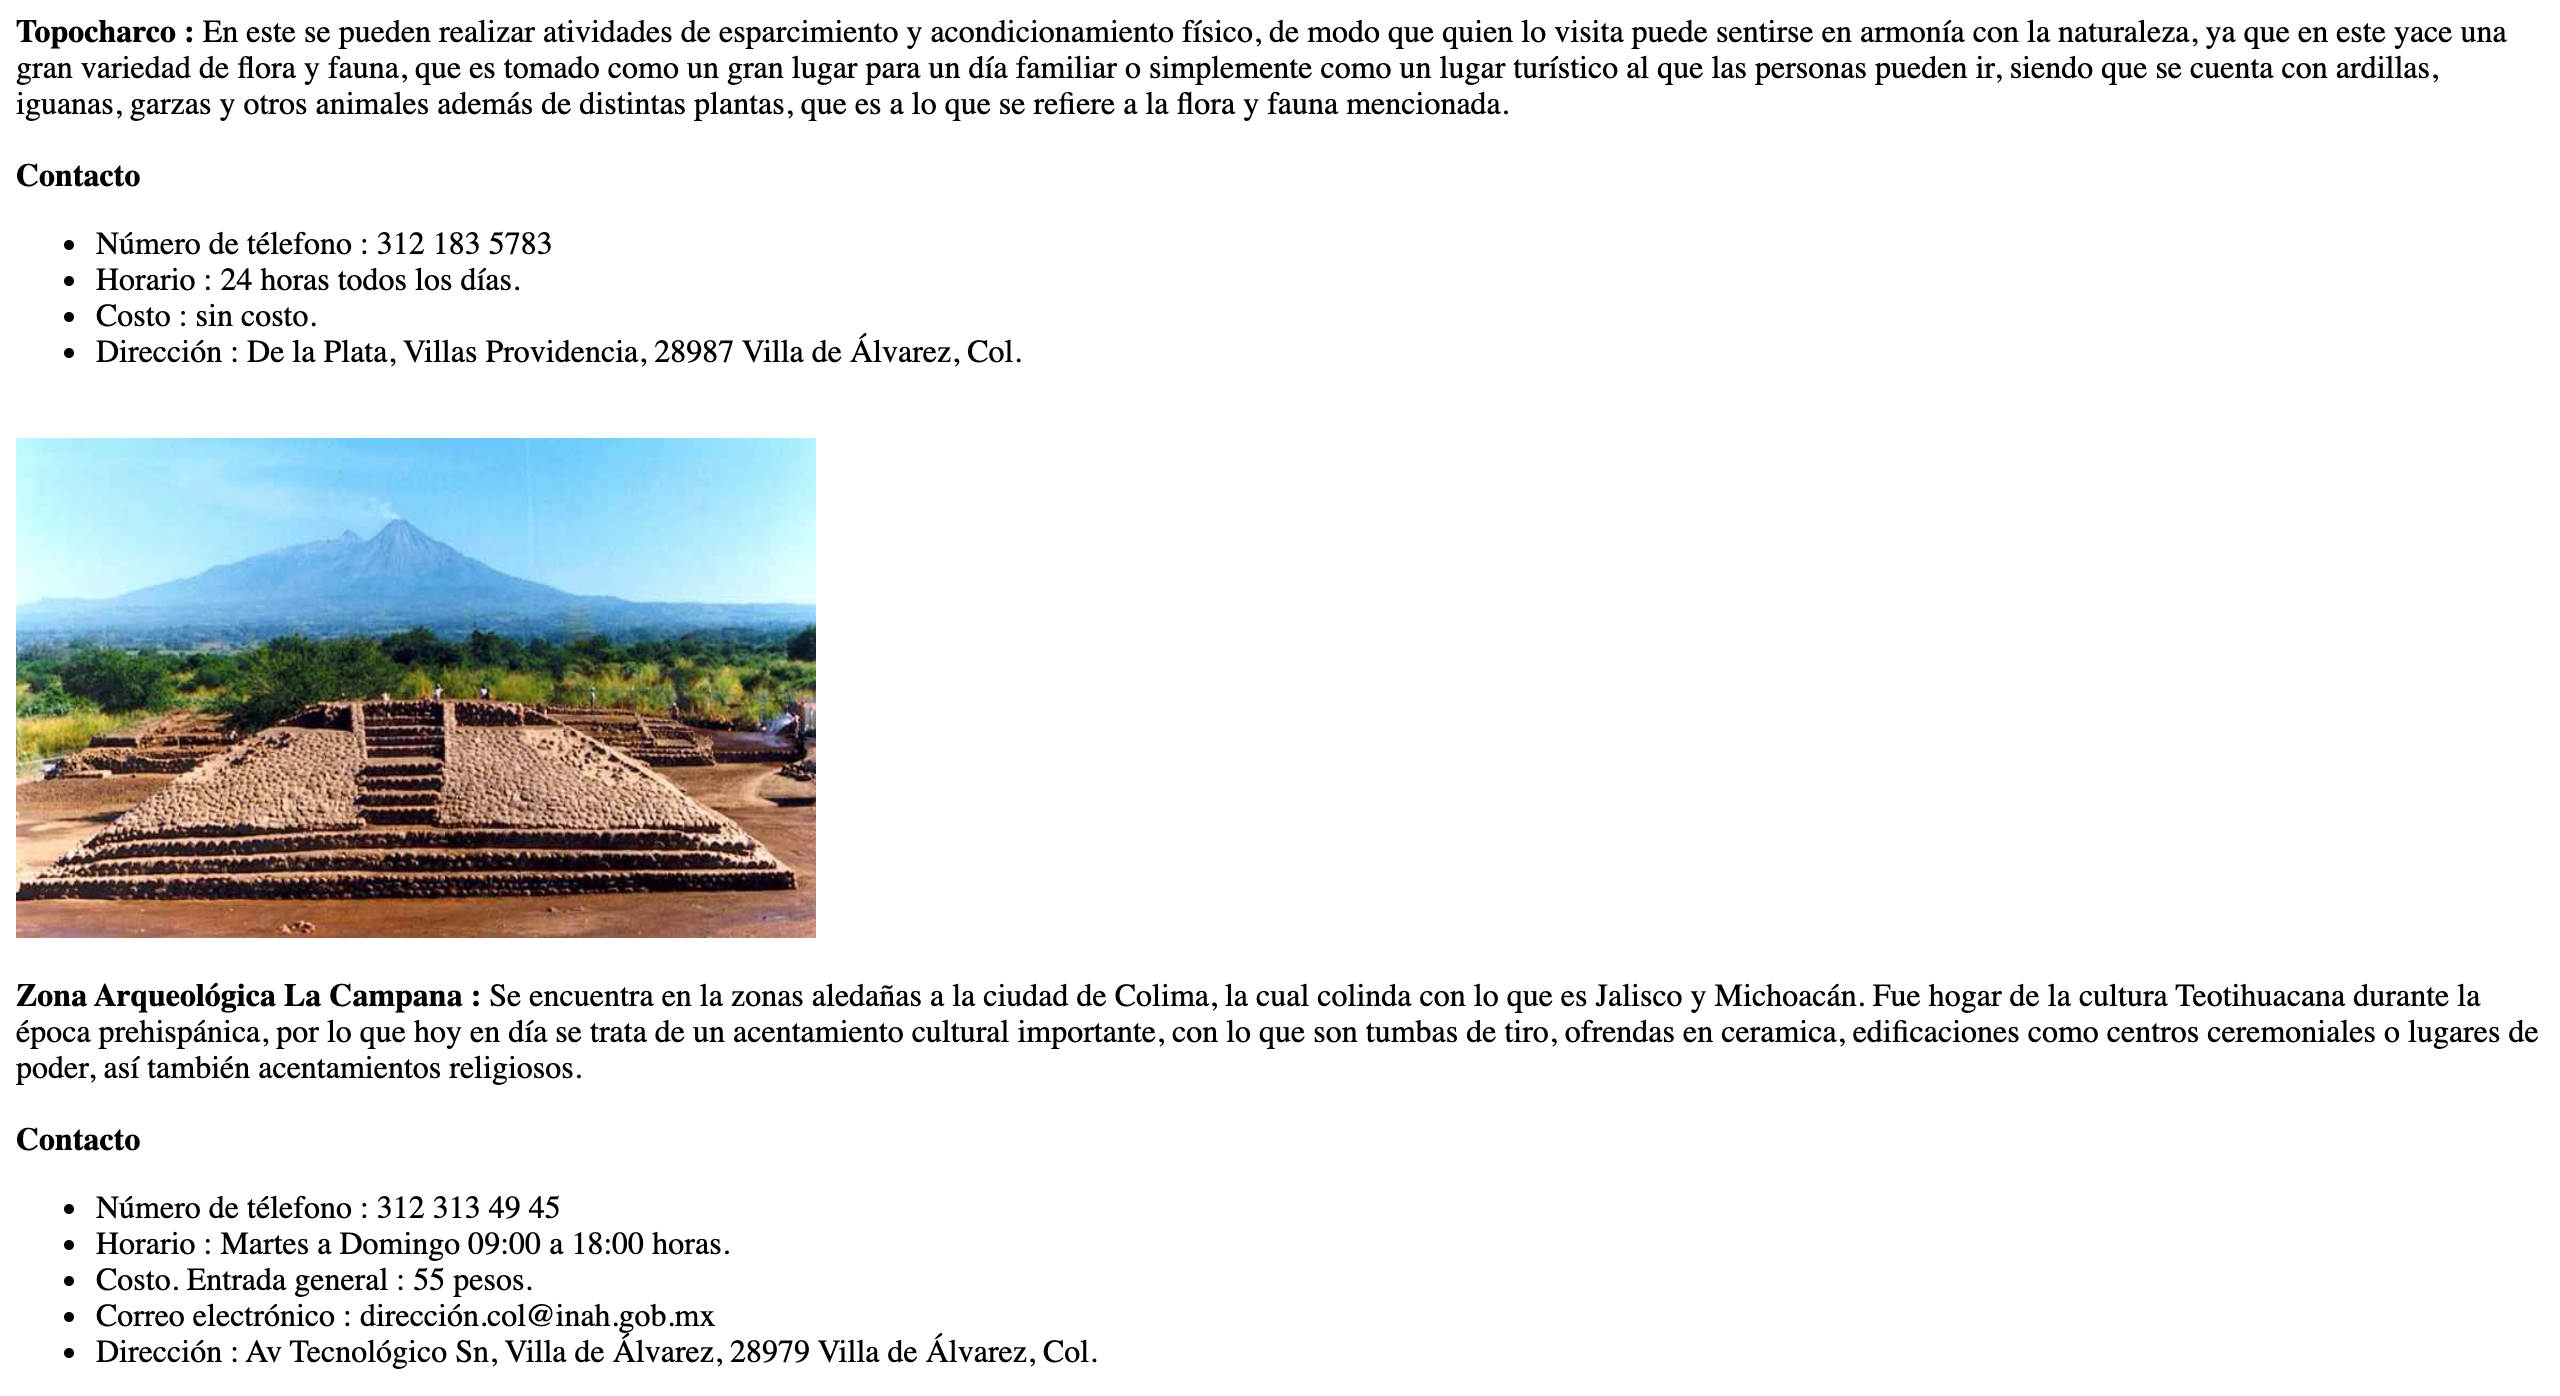 Topocharco : En este se pueden realizar atividades de esparcimiento y acondicionamiento físico, de modo que quien lo visita puede sentirse en armonía con la naturaleza, ya que en este yace una
gran variedad de flora y fauna, que es tomado como un gran lugar para un día familiar o simplemente como un lugar turístico al que las personas pueden ir, siendo que se cuenta con ardillas,
iguanas, garzas y otros animales además de distintas plantas, que es a lo que se refiere a la flora y fauna mencionada.
Contacto
• Número de télefono : 312 183 5783
• Horario : 24 horas todos los días.
• Costo : sin costo.
• Dirección : De la Plata, Villas Providencia, 28987 Villa de Álvarez, Col.
Zona Arqueológica La Campana : Se encuentra en la zonas aledañas a la ciudad de Colima, la cual colinda con lo que es Jalisco y Michoacán. Fue hogar de la cultura Teotihuacana durante la
época prehispánica, por lo que hoy en día se trata de un acentamiento cultural importante, con lo que son tumbas de tiro, ofrendas en ceramica, edificaciones como centros ceremoniales o lugares de
poder, así también acentamientos religiosos.
Contacto
• Número de télefono : 312 313 49 45
• Horario : Martes a Domingo 09:00 a 18:00 horas.
• Costo. Entrada general : 55 pesos.
• Correo electrónico : dirección.col@inah.gob.mx
• Dirección : Av Tecnológico Sn, Villa de Álvarez, 28979 Villa de Álvarez, Col.